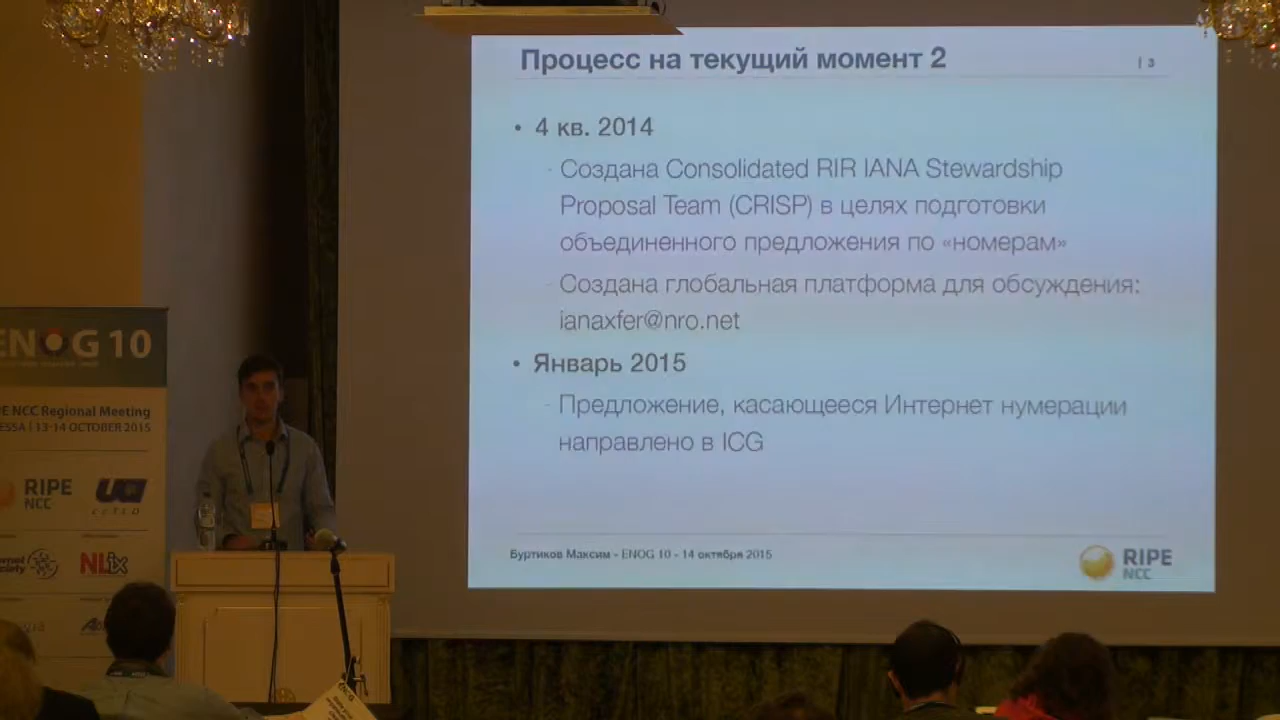 Процесс на текущий момент 2
| 3
• 4 кв. 2014
- Создана Consolidated RIR IANA Stewardship
Proposal Team (CRISP) в целях подготовки
объединенного предложения по «номерам»
- Создана глобальная платформа для обсуждения:
ianaxfer@nro.net
• Январь 2015
- Предложение, касающееся Интернет нумерации
направлено в ICG
Буртиков Максим - ENOG 10 - 14 октября 2015
RIPE
NCC
ENOG 10
PE NCC Regional Meeting
ESSA | 13-14 OCTOBER 2015
RIPE
NCC
NLix